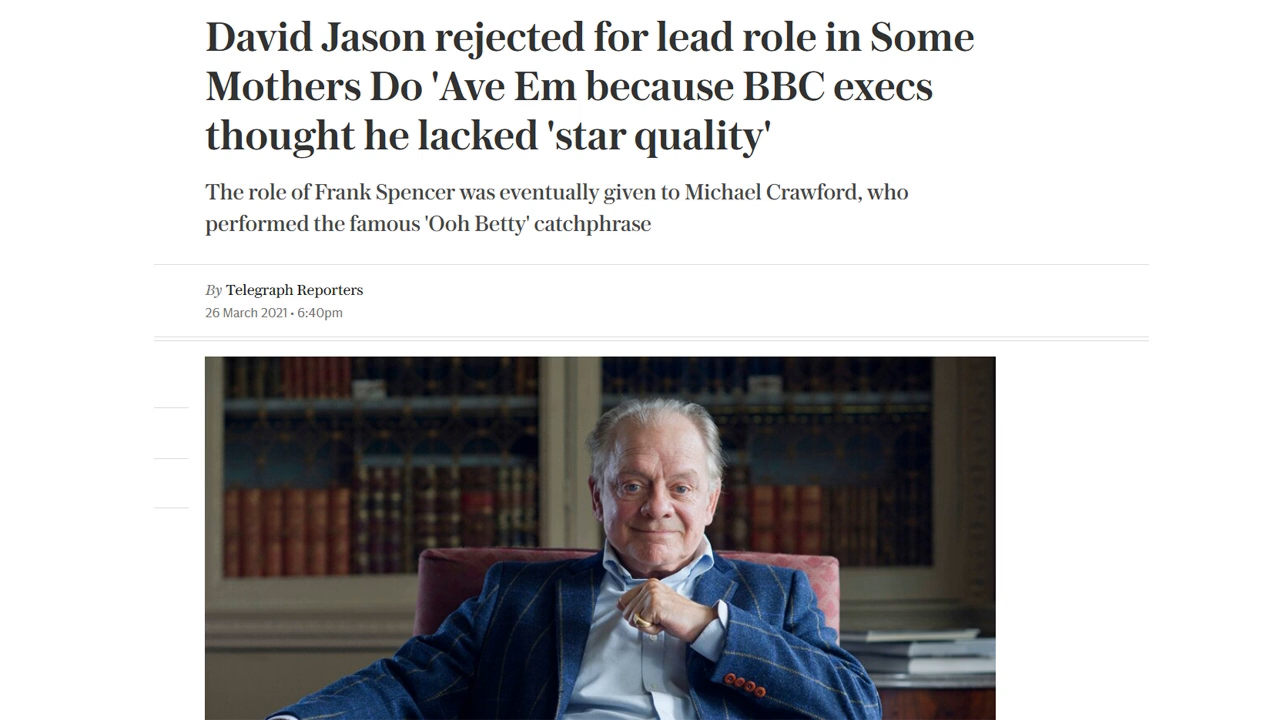 David Jason rejected for lead role in Some
Mothers Do 'Ave Em because BBC execs
thought he lacked 'star quality'
The role of Frank Spencer was eventually given to Michael Crawford, who
performed the famous 'Ooh Betty' catchphrase
By Telegraph Reporters
26 March 2021 • 6:40pm